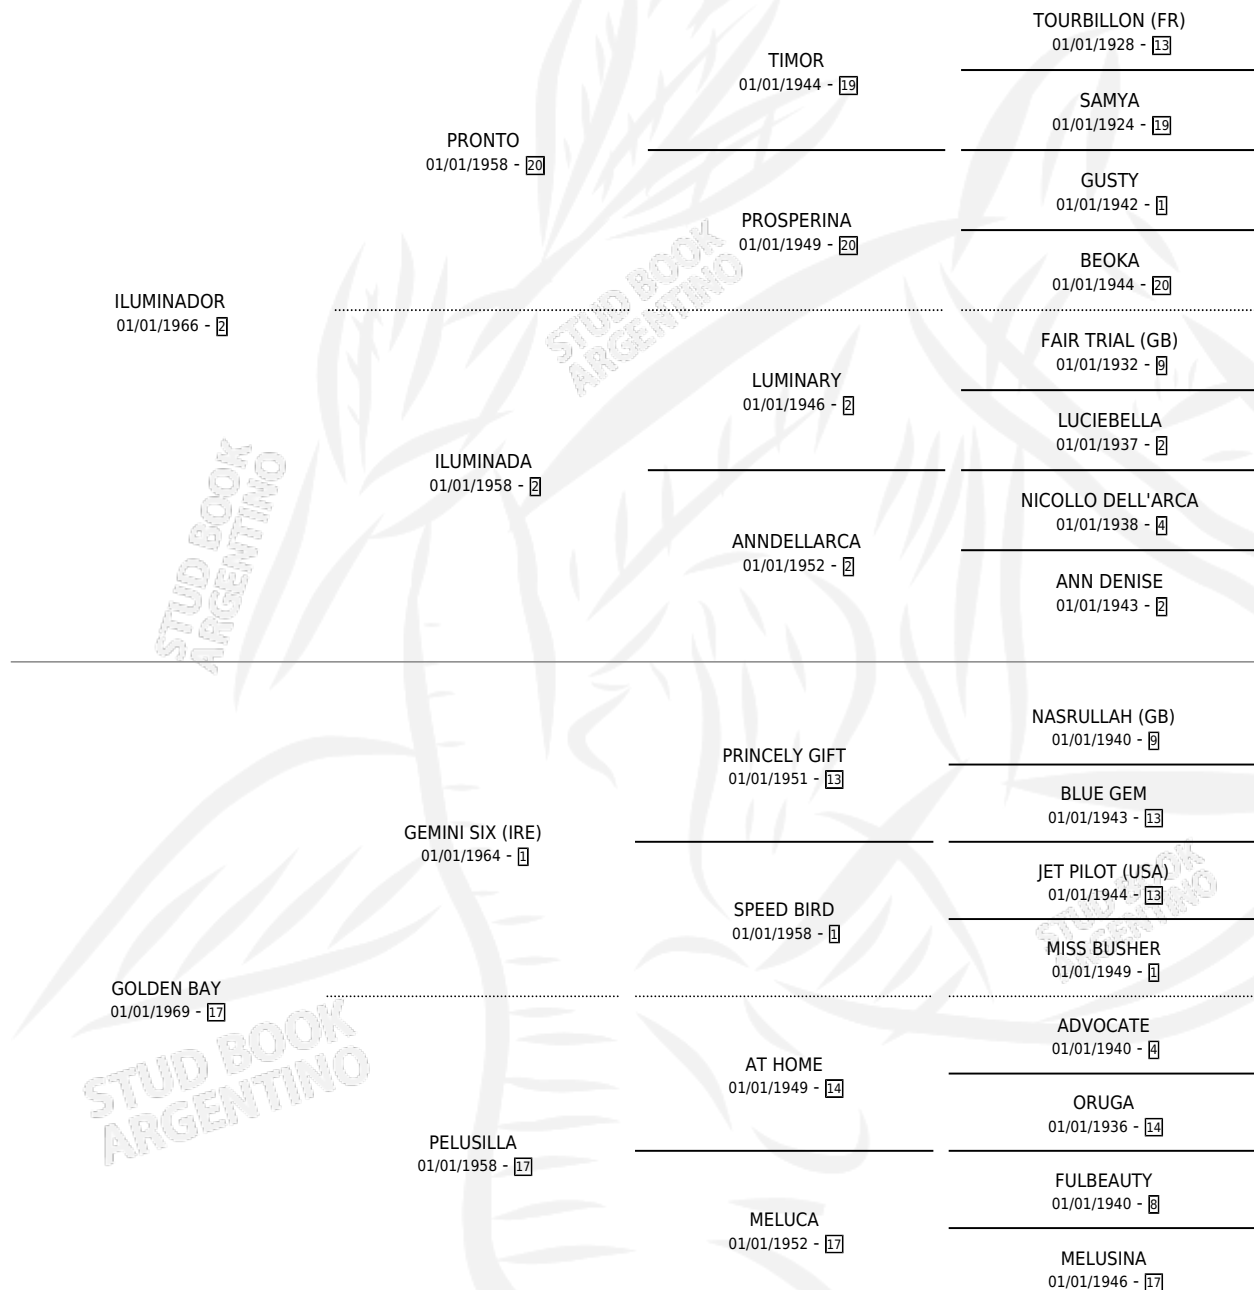 TOURBILLON (FR)
01/01/1928 - 13
TIMOR
01/01/1944 - 19
SAMYA
01/01/1924 - 19
PRONTO
01/01/1958 - 20
GUSTY
01/01/1942 - 1
PROSPERINA
01/01/1949 - 20
BEOKA
01/01/1944 - 20
ILUMINADOR
01/01/1966 - 2
FAIR TRIAL (GB)
01/01/1932 - 9
LUMINARY
01/01/1946 - 2
LUCIEBELLA
01/01/1937 - 2
ILUMINADA
01/01/1958 - 2
NICOLLO DELL'ARCA
01/01/1938 - 4
ANNDELLARCA
01/01/1952 - 2
ANN DENISE
01/01/1943 - 2
NASRULLAH (GB)
01/01/1940 - 9
PRINCELY GIFT
01/01/1951 - 13
BLUE GEM
01/01/1943 - 13
GEMINI SIX (IRE)
01/01/1964 - 1
JET PILOT (USA)
01/01/1944 - 13
SPEED BIRD
01/01/1958 - 1
MISS BUSHER
01/01/1949 - 1
GOLDEN BAY
01/01/1969 - 17
ADVOCATE
01/01/1940 - 4
AT HOME
01/01/1949 - 14
ORUGA
01/01/1936 - 14
PELUSILLA
01/01/1958 - 17
FULBEAUTY
01/01/1940 - 8
MELUCA
01/01/1952 - 17
MELUSINA
01/01/1946 - 17
STUD BOOK
ARGENTINO
STUD BOOK
ARGENTINO
STUD BOOK
ARGENTINO
STUD BOOK
ARGENTINO